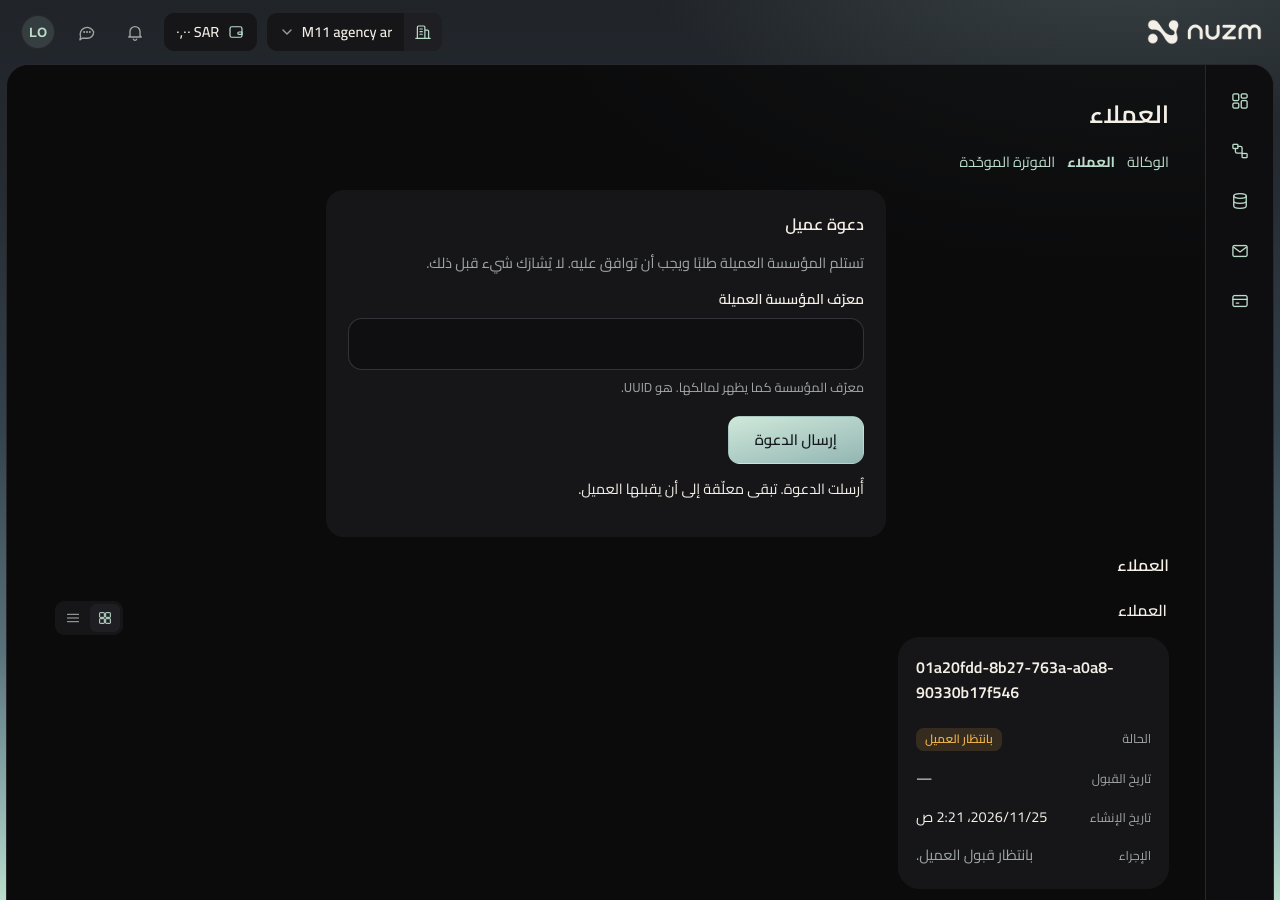 nuzm
M11 agency ar
٠,٠٠ SAR
LO
العملاء
الوكالة العملاء الفوترة الموحّدة
دعوة عميل
تستلم المؤسسة العميلة طلبًا ويجب أن توافق عليه. لا يُشارَك شيء قبل ذلك.
معرّف المؤسسة العميلة
معرّف المؤسسة كما يظهر لمالكها. هو UUID.
إرسال الدعوة
أُرسلت الدعوة. تبقى معلّقة إلى أن يقبلها العميل.
العملاء
العملاء
01a20fdd-8b27-763a-a0a8-
90330b17f546
الحالة بانتظار العميل
تاريخ القبول —
تاريخ الإنشاء 2026/11/25، 2:21 ص
الإجراء بانتظار قبول العميل.